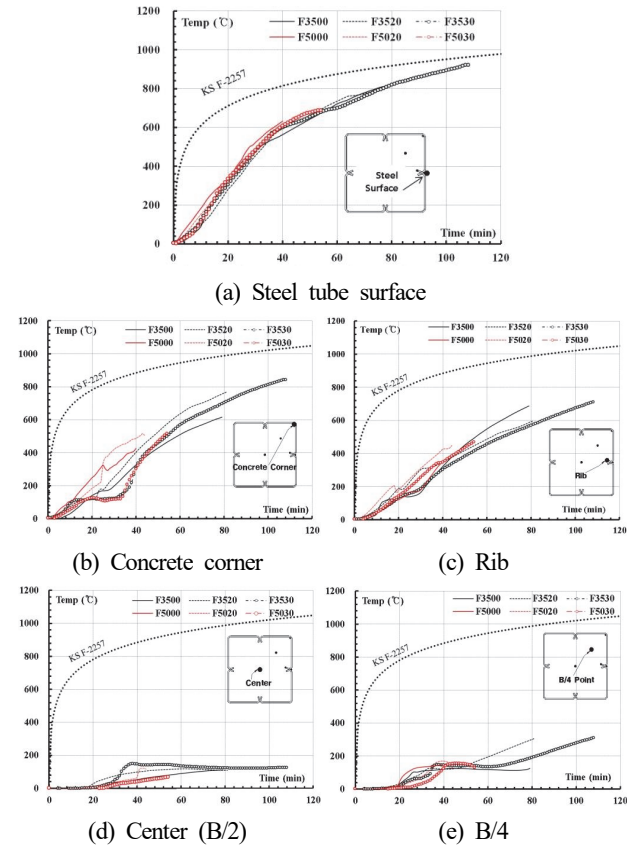 Temp (℃)
F3500 F3520 F3530
F5000 F5020 F5030
KS F-2257
Steel
Surface
Time (min)
1200
1000
800
600
400
200
0
0 20 40 60 80 100 120
(a) Steel tube surface
1200
1000
800
600
400
200
0
Temp (℃)
F3500 F3520 F3530
F5000 F5020 F5030
KS F-2257
Concrete Corner
Time (min)
0 20 40 60 80 100 120
(b) Concrete corner
1200
1000
800
600
400
200
0
Temp (℃)
F3500 F3520 F3530
F5000 F5020 F5030
KS F-2257
Rib
Time (min)
0 20 40 60 80 100 120
(c) Rib
1200
1000
800
600
400
200
0
Temp (℃)
F3500 F3520 F3530
F5000 F5020 F5030
KS F-2257
Center
Time (min)
0 20 40 60 80 100 120
(d) Center (B/2)
1200
1000
800
600
400
200
0
Temp (℃)
F3500 F3520 F3530
F5000 F5020 F5030
KS F-2257
B/4 Point
Time (min)
0 20 40 60 80 100 120
(e) B/4